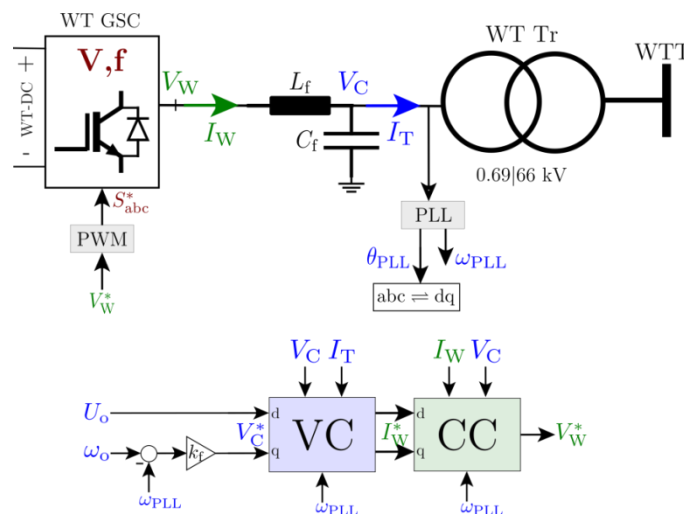 WT GSC
WT Tr
V,f
WTT
WT-DC
+
-
V_W
L_f
V_C
I_W
C_f
I_T
0.69|66 kV
S*_abc
PWM
PLL
θ_PLL
ω_PLL
V*_W
abc ⇌ dq
V_C
I_T
I_W
V_C
U_o
d
V*_C
VC
I*_W
d
CC
V*_W
ω_o
-
k_f
q
q
ω_PLL
ω_PLL
ω_PLL